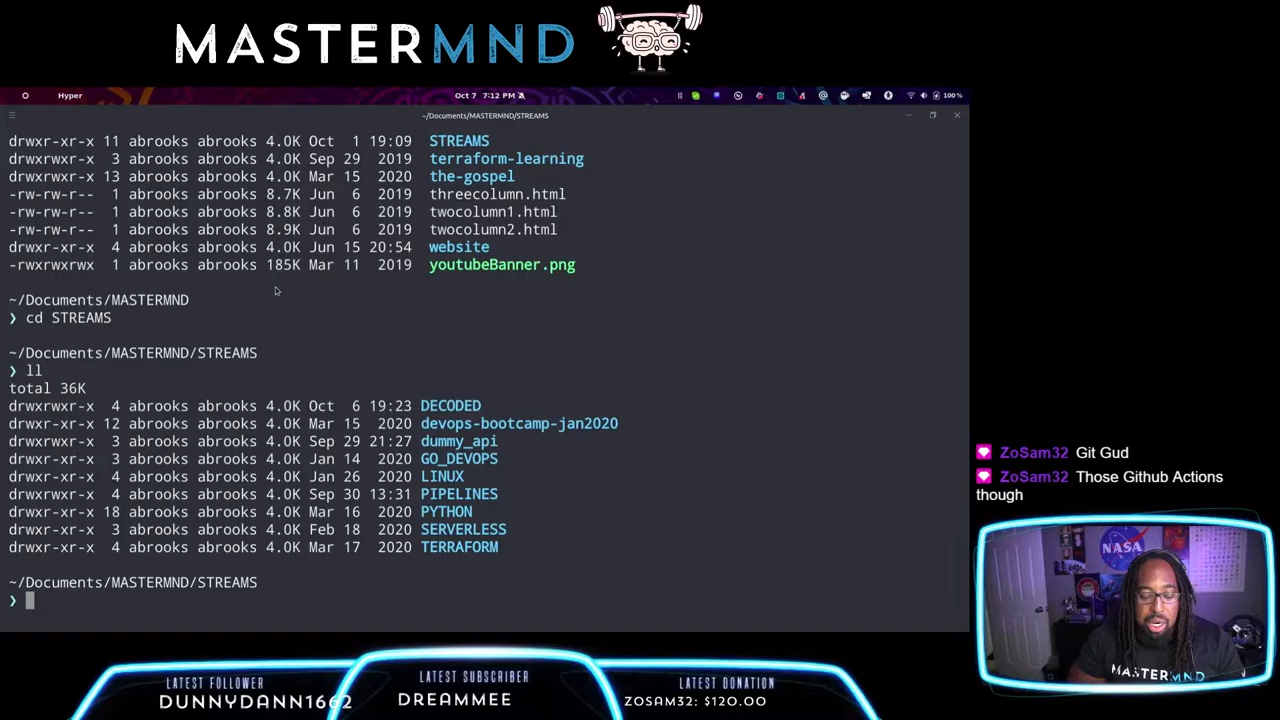 MASTERMND
Hyper
Oct 7 7:12 PM
100%
~/Documents/MASTERMND/STREAMS
drwxr-xr-x 11 abrooks abrooks 4.0K Oct  1 19:09  STREAMS
drwxrwxr-x  3 abrooks abrooks 4.0K Sep 29  2019  terraform-learning
drwxrwxr-x 13 abrooks abrooks 4.0K Mar 15  2020  the-gospel
-rw-rw-r--  1 abrooks abrooks 8.7K Jun  6  2019  threecolumn.html
-rw-rw-r--  1 abrooks abrooks 8.8K Jun  6  2019  twocolumn1.html
-rw-rw-r--  1 abrooks abrooks 8.9K Jun  6  2019  twocolumn2.html
drwxr-xr-x  4 abrooks abrooks 4.0K Jun 15 20:54  website
-rwxrwxrwx  1 abrooks abrooks 185K Mar 11  2019  youtubeBanner.png
~/Documents/MASTERMND
❯ cd STREAMS
~/Documents/MASTERMND/STREAMS
❯ ll
total 36K
drwxrwxr-x  4 abrooks abrooks 4.0K Oct  6 19:23 DECODED
drwxrwxr-x 12 abrooks abrooks 4.0K Mar 15  2020 devops-bootcamp-jan2020
drwxrwxr-x  3 abrooks abrooks 4.0K Sep 29 21:27 dummy_api
drwxr-xr-x  3 abrooks abrooks 4.0K Jan 14  2020 GO_DEVOPS
drwxr-xr-x  4 abrooks abrooks 4.0K Jan 26  2020 LINUX
drwxrwxr-x  4 abrooks abrooks 4.0K Sep 30 13:31 PIPELINES
drwxr-xr-x 18 abrooks abrooks 4.0K Mar 16  2020 PYTHON
drwxr-xr-x  3 abrooks abrooks 4.0K Feb 18  2020 SERVERLESS
drwxr-xr-x  4 abrooks abrooks 4.0K Mar 17  2020 TERRAFORM
~/Documents/MASTERMND/STREAMS
❯
ZoSam32 Git Gud
ZoSam32 Those Github Actions
though
NASA
MASTERMND
LATEST FOLLOWER
DUNNYDANN1662
LATEST SUBSCRIBER
DREAMMEE
LATEST DONATION
ZOSAM32: $120.00